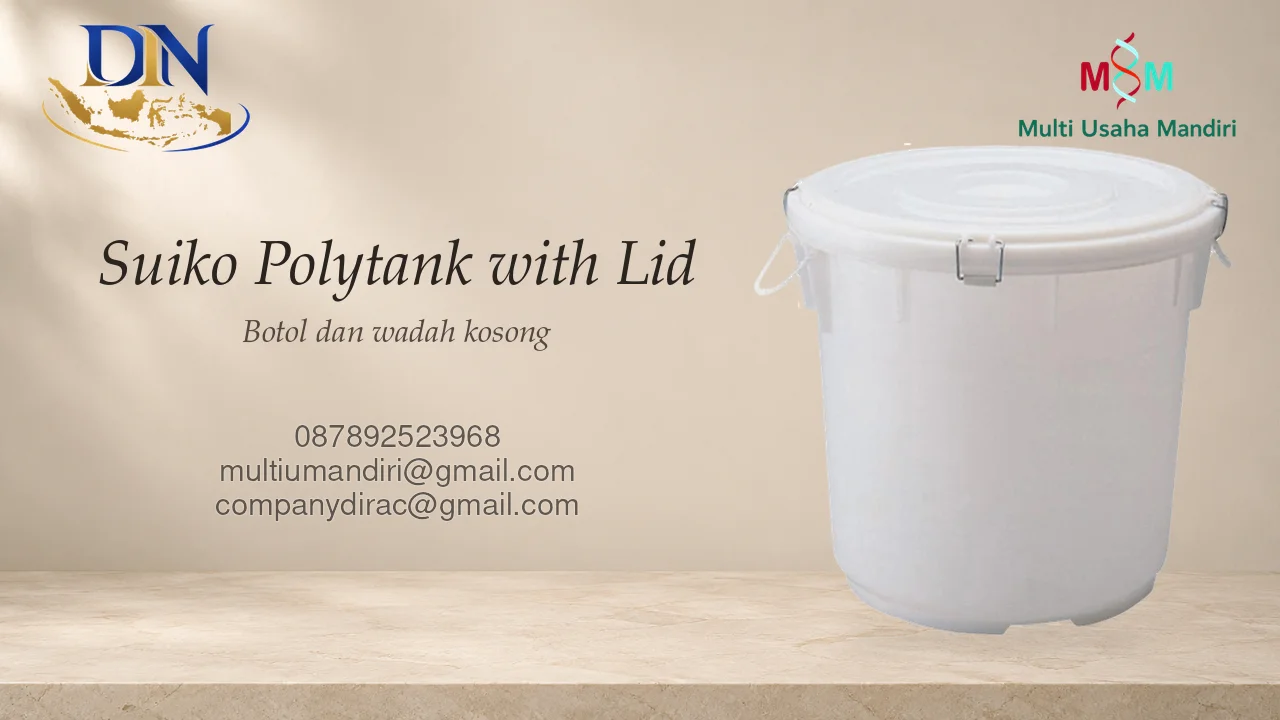 DN
M M
Multi Usaha Mandiri
Suiko Polytank with Lid
Botol dan wadah kosong
087892523968
multiumandiri@gmail.com
companydirac@gmail.com